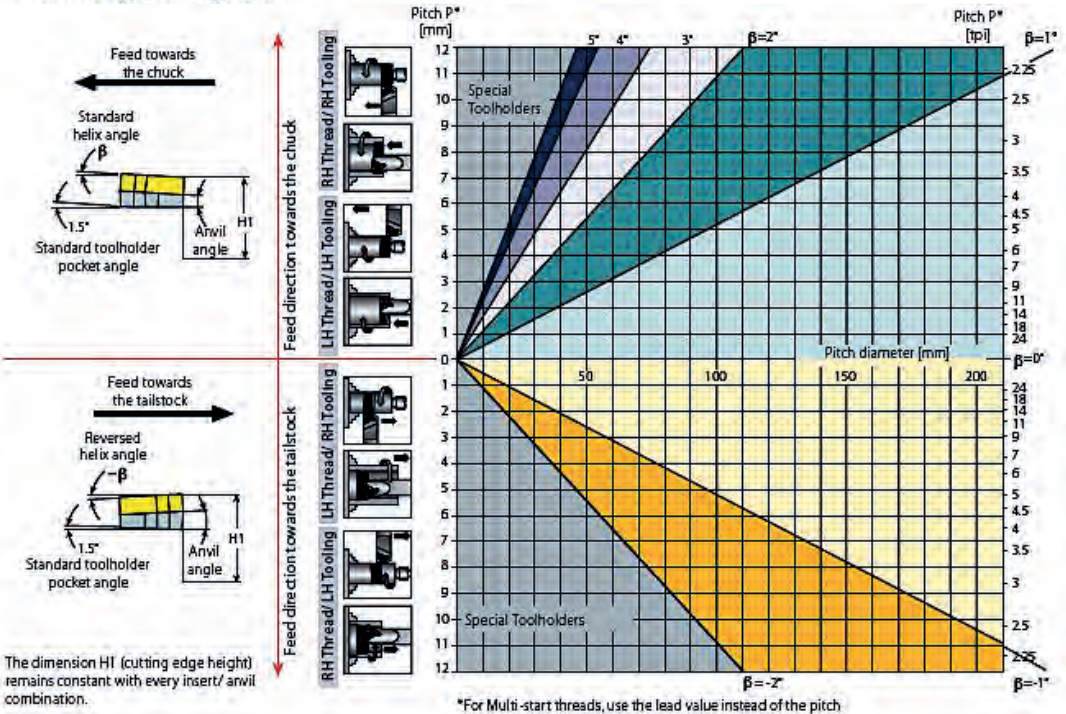 Feed towards
the chuck
Standard
helix angle
β
1.5°
Standard toolholder
pocket angle
Anvil
angle
H1
Feed towards
the tailstock
Reversed
helix angle
-β
1.5°
Standard toolholder
pocket angle
Anvil
angle
H1
The dimension H1 (cutting edge height)
remains constant with every insert/ anvil
combination.
Feed direction towards the chuck
Feed direction towards the tailstock
RH Thread/ RH Tooling
LH Thread/ LH Tooling
LH Thread/ RH Tooling
RH Thread/ LH Tooling
Pitch P*
[mm]
12
11
10
9
8
7
6
5
4
3
2
1
0
1
2
3
4
5
6
7
8
9
10
11
12
5°
4°
3°
β=2°
Pitch P*
[tpi]
β=1°
Special
Toolholders
2.25
2.5
3
3.5
4
4.5
5
6
7
9
11
14
18
24
Pitch diameter [mm]
β=0°
50
100
150
200
24
18
14
11
9
7
6
5
4.5
4
3.5
3
2.5
2.25
Special Toolholders
β=-2°
β=-1°
*For Multi-start threads, use the lead value instead of the pitch